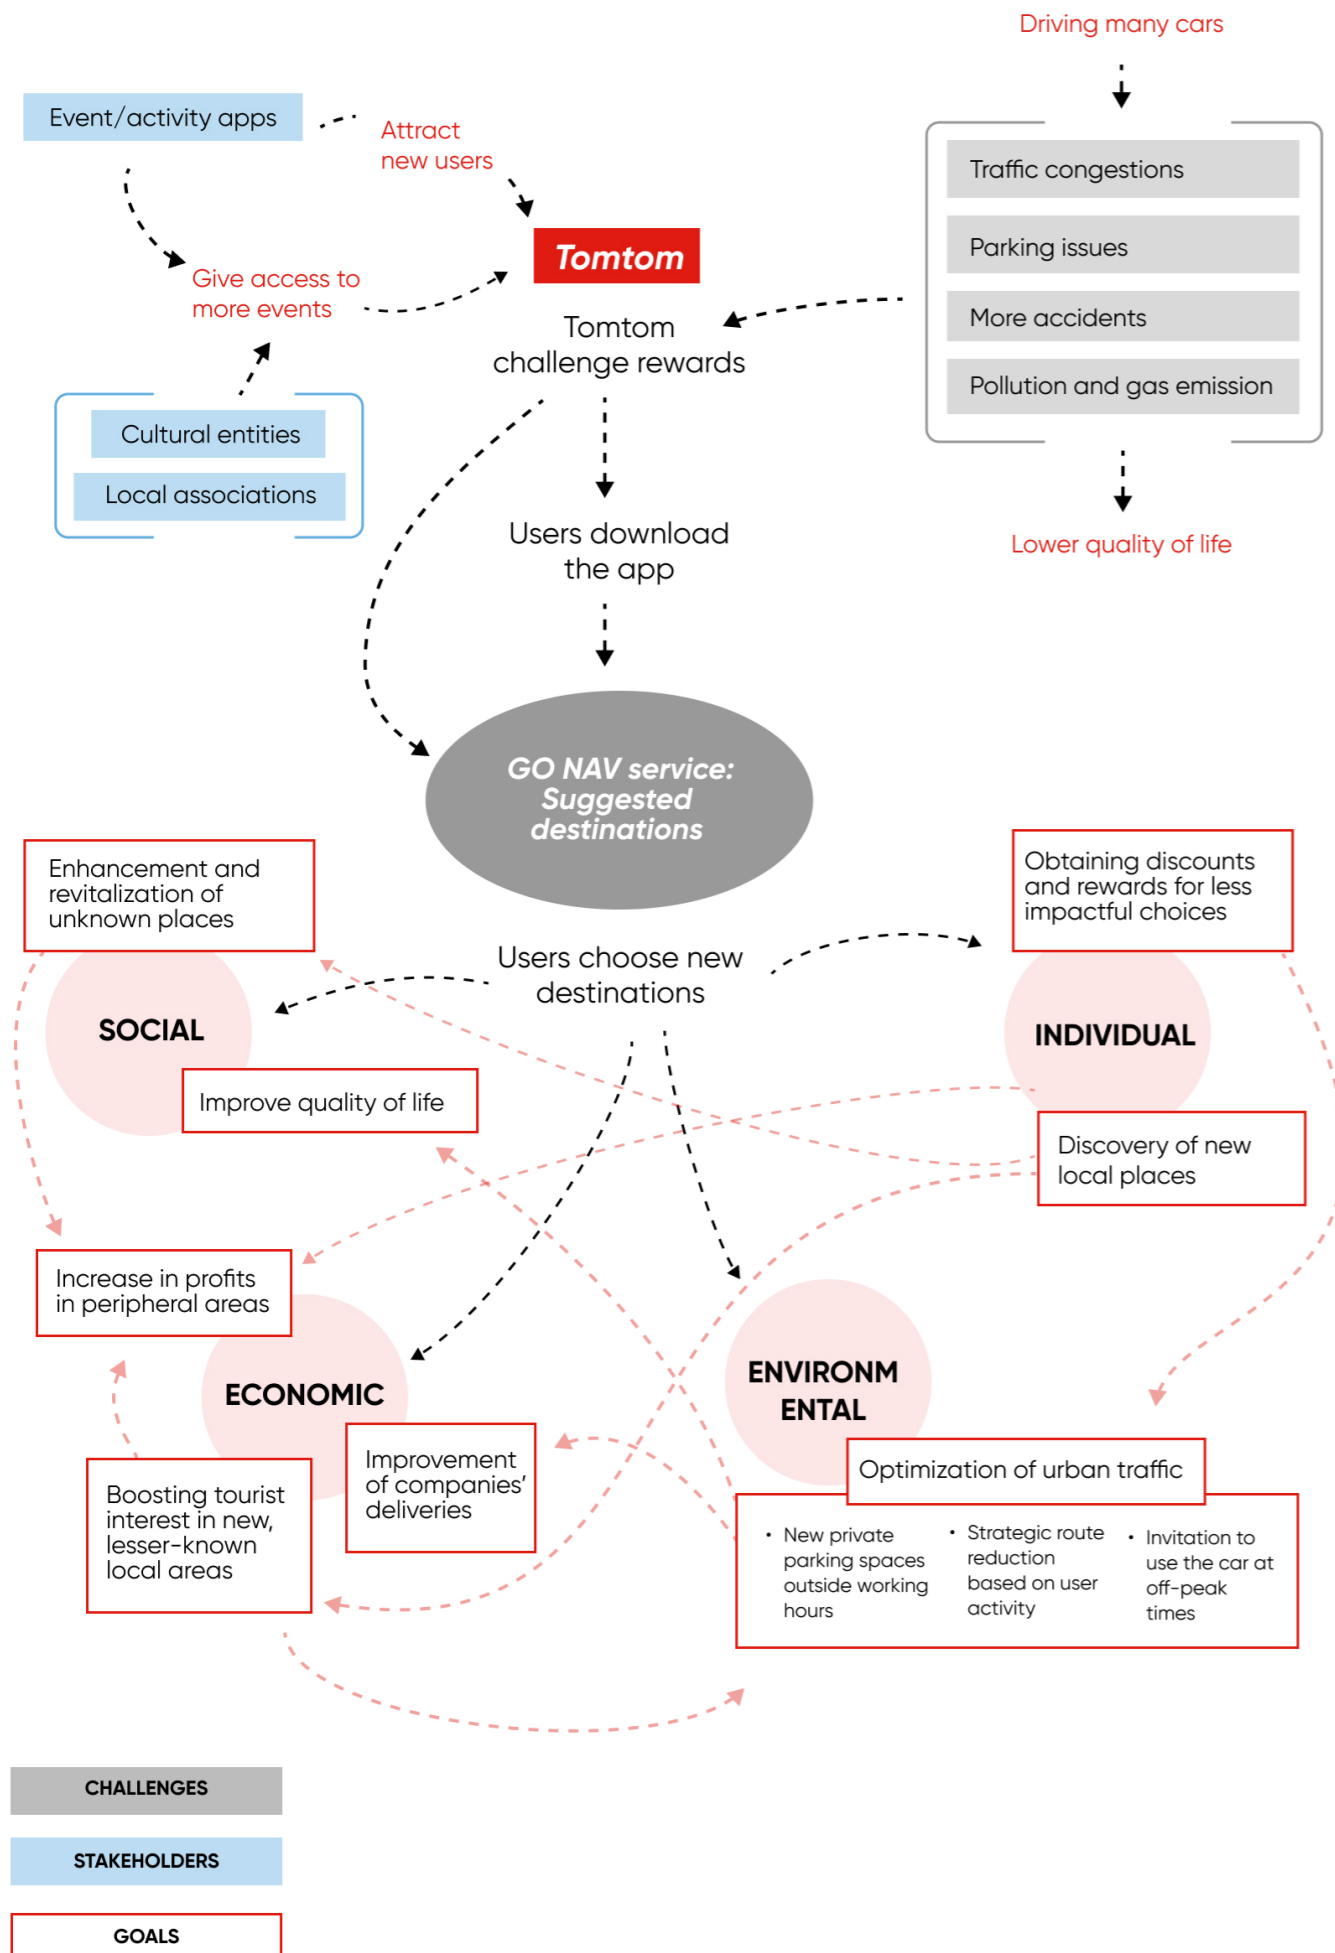 Driving many cars
Event/activity apps
Attract
new users
Traffic congestions
Parking issues
More accidents
Pollution and gas emission
Lower quality of life
Give access to
more events
Cultural entities
Local associations
Tomtom
Tomtom
challenge rewards
Users download
the app
GO NAV service:
Suggested
destinations
Users choose new
destinations
Enhancement and
revitalization of
unknown places
SOCIAL
Improve quality of life
Obtaining discounts
and rewards for less
impactful choices
INDIVIDUAL
Discovery of new
local places
Increase in profits
in peripheral areas
ECONOMIC
Improvement
of companies’
deliveries
Boosting tourist
interest in new,
lesser-known
local areas
ENVIRONM
ENTAL
Optimization of urban traffic
• New private
parking spaces
outside working
hours
• Strategic route
reduction
based on user
activity
• Invitation to
use the car at
off-peak
times
CHALLENGES
STAKEHOLDERS
GOALS